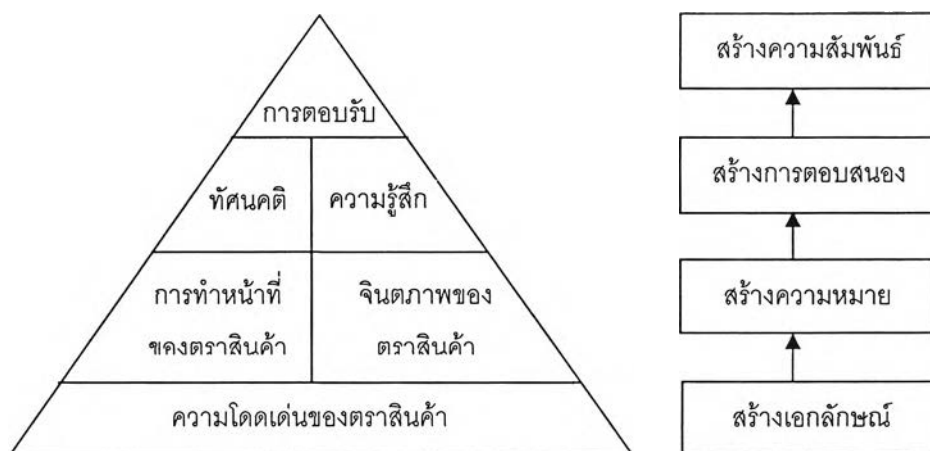 การตอบรับ
ทัศนคติ
ความรู้สึก
การทำหน้าที่
ของตราสินค้า
จินตภาพของ
ตราสินค้า
ความโดดเด่นของตราสินค้า
สร้างความสัมพันธ์
สร้างการตอบสนอง
สร้างความหมาย
สร้างเอกลักษณ์